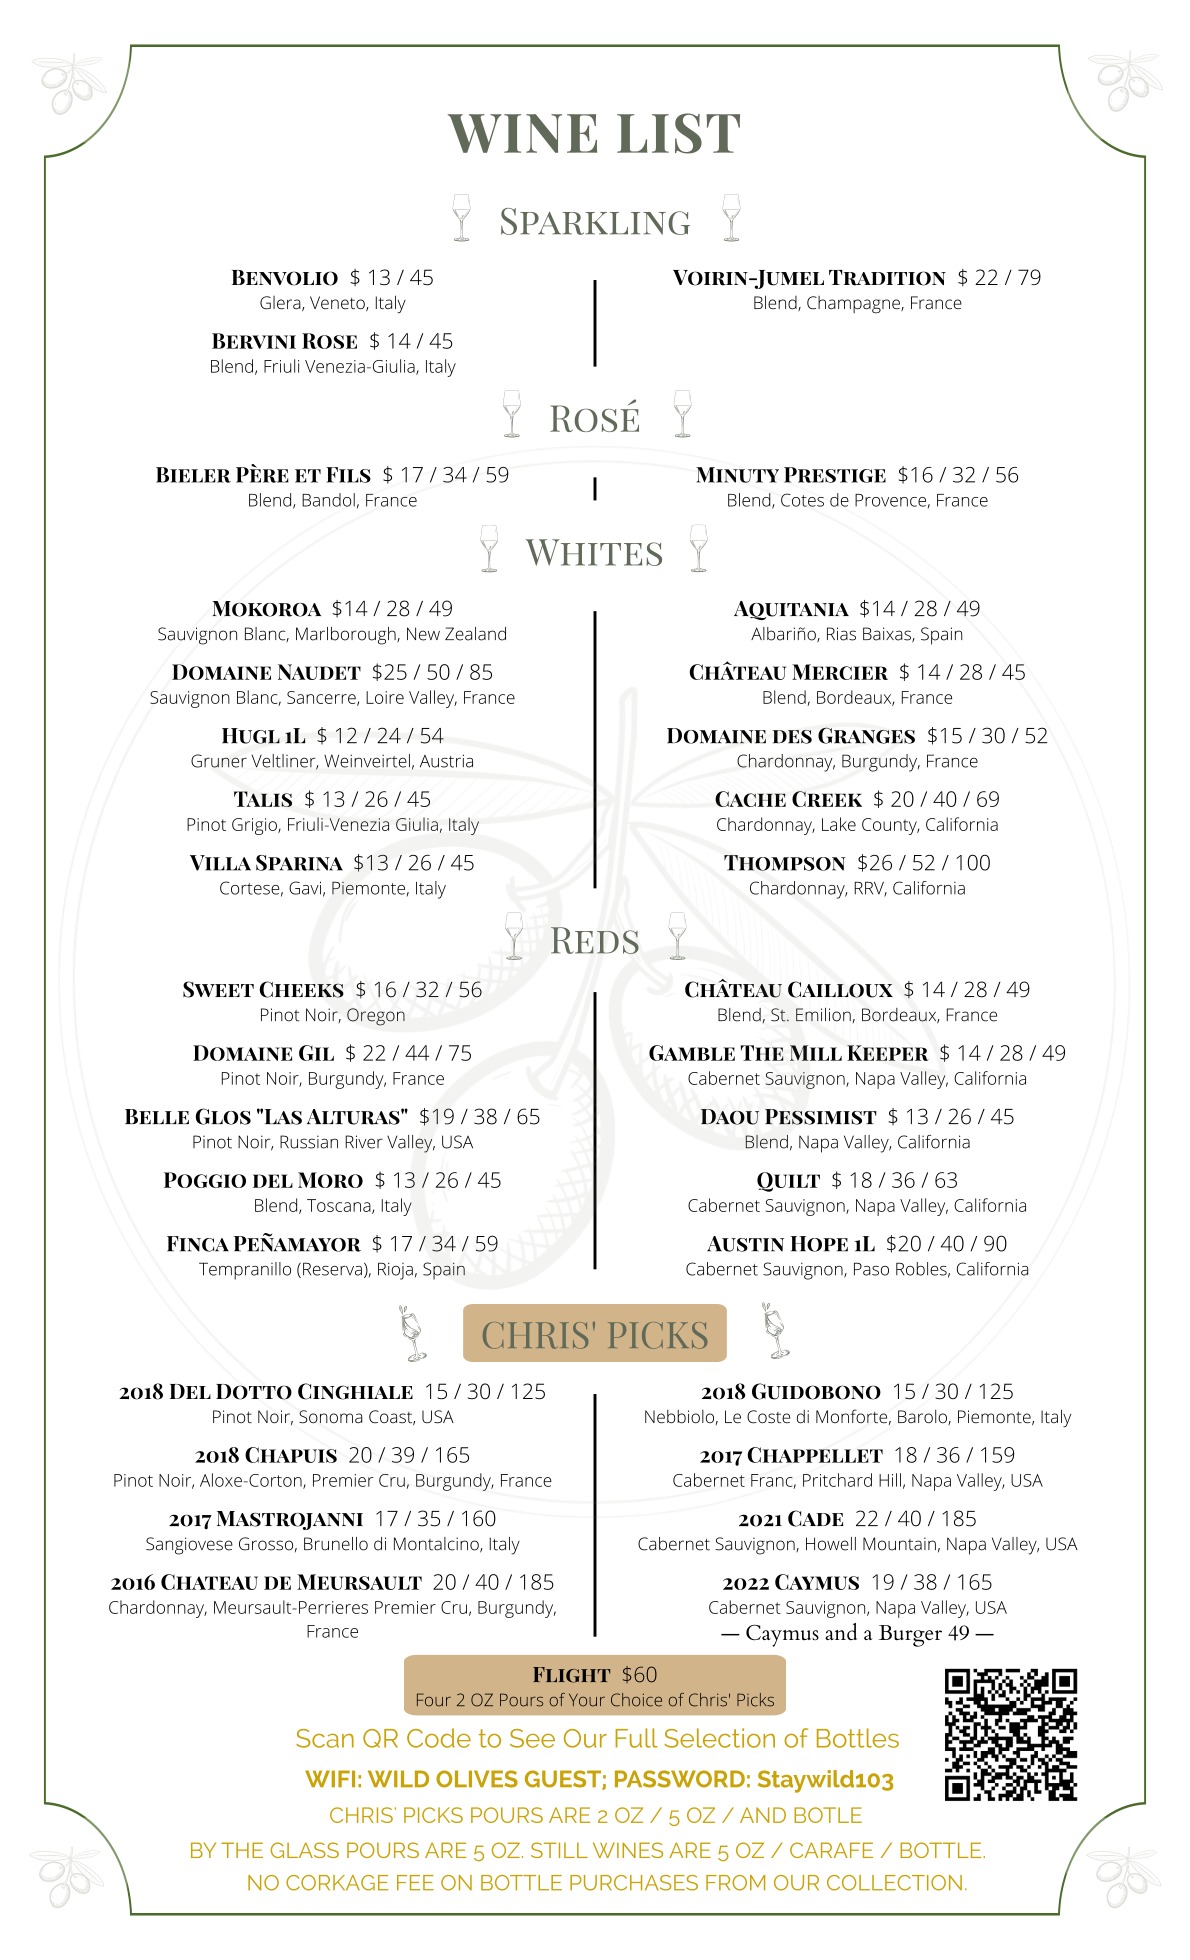 WINE LIST
Sparkling
Benvolio $ 13 / 45
Glera, Veneto, Italy
Bervini Rose $ 14 / 45
Blend, Friuli Venezia-Giulia, Italy
Voirin-Jumel Tradition $ 22 / 79
Blend, Champagne, France
Rosé
Bieler Père et Fils $ 17 / 34 / 59
Blend, Bandol, France
Minuty Prestige $16 / 32 / 56
Blend, Cotes de Provence, France
Whites
Mokoroa $14 / 28 / 49
Sauvignon Blanc, Marlborough, New Zealand
Domaine Naudet $25 / 50 / 85
Sauvignon Blanc, Sancerre, Loire Valley, France
Hugl 1L $ 12 / 24 / 54
Gruner Veltliner, Weinveirtel, Austria
Talis $ 13 / 26 / 45
Pinot Grigio, Friuli-Venezia Giulia, Italy
Villa Sparina $13 / 26 / 45
Cortese, Gavi, Piemonte, Italy
Aquitania $14 / 28 / 49
Albariño, Rias Baixas, Spain
Château Mercier $ 14 / 28 / 45
Blend, Bordeaux, France
Domaine des Granges $15 / 30 / 52
Chardonnay, Burgundy, France
Cache Creek $ 20 / 40 / 69
Chardonnay, Lake County, California
Thompson $26 / 52 / 100
Chardonnay, RRV, California
Reds
Sweet Cheeks $ 16 / 32 / 56
Pinot Noir, Oregon
Domaine Gil $ 22 / 44 / 75
Pinot Noir, Burgundy, France
Belle Glos "Las Alturas" $19 / 38 / 65
Pinot Noir, Russian River Valley, USA
Poggio del Moro $ 13 / 26 / 45
Blend, Toscana, Italy
Finca Peñamayor $ 17 / 34 / 59
Tempranillo (Reserva), Rioja, Spain
Château Cailloux $ 14 / 28 / 49
Blend, St. Emilion, Bordeaux, France
Gamble The Mill Keeper $ 14 / 28 / 49
Cabernet Sauvignon, Napa Valley, California
Daou Pessimist $ 13 / 26 / 45
Blend, Napa Valley, California
Quilt $ 18 / 36 / 63
Cabernet Sauvignon, Napa Valley, California
Austin Hope 1L $20 / 40 / 90
Cabernet Sauvignon, Paso Robles, California
CHRIS' PICKS
2018 Del Dotto Cinghiale 15 / 30 / 125
Pinot Noir, Sonoma Coast, USA
2018 Chapuis 20 / 39 / 165
Pinot Noir, Aloxe-Corton, Premier Cru, Burgundy, France
2017 Mastrojanni 17 / 35 / 160
Sangiovese Grosso, Brunello di Montalcino, Italy
2016 Chateau de Meursault 20 / 40 / 185
Chardonnay, Meursault-Perrieres Premier Cru, Burgundy,
France
2018 Guidobono 15 / 30 / 125
Nebbiolo, Le Coste di Monforte, Barolo, Piemonte, Italy
2017 Chappellet 18 / 36 / 159
Cabernet Franc, Pritchard Hill, Napa Valley, USA
2021 Cade 22 / 40 / 185
Cabernet Sauvignon, Howell Mountain, Napa Valley, USA
2022 Caymus 19 / 38 / 165
Cabernet Sauvignon, Napa Valley, USA
— Caymus and a Burger 49 —
Flight $60
Four 2 OZ Pours of Your Choice of Chris' Picks
Scan QR Code to See Our Full Selection of Bottles
WIFI: WILD OLIVES GUEST; PASSWORD: Staywild103
CHRIS' PICKS POURS ARE 2 OZ / 5 OZ / AND BOTLE
BY THE GLASS POURS ARE 5 OZ. STILL WINES ARE 5 OZ / CARAFE / BOTTLE.
NO CORKAGE FEE ON BOTTLE PURCHASES FROM OUR COLLECTION.